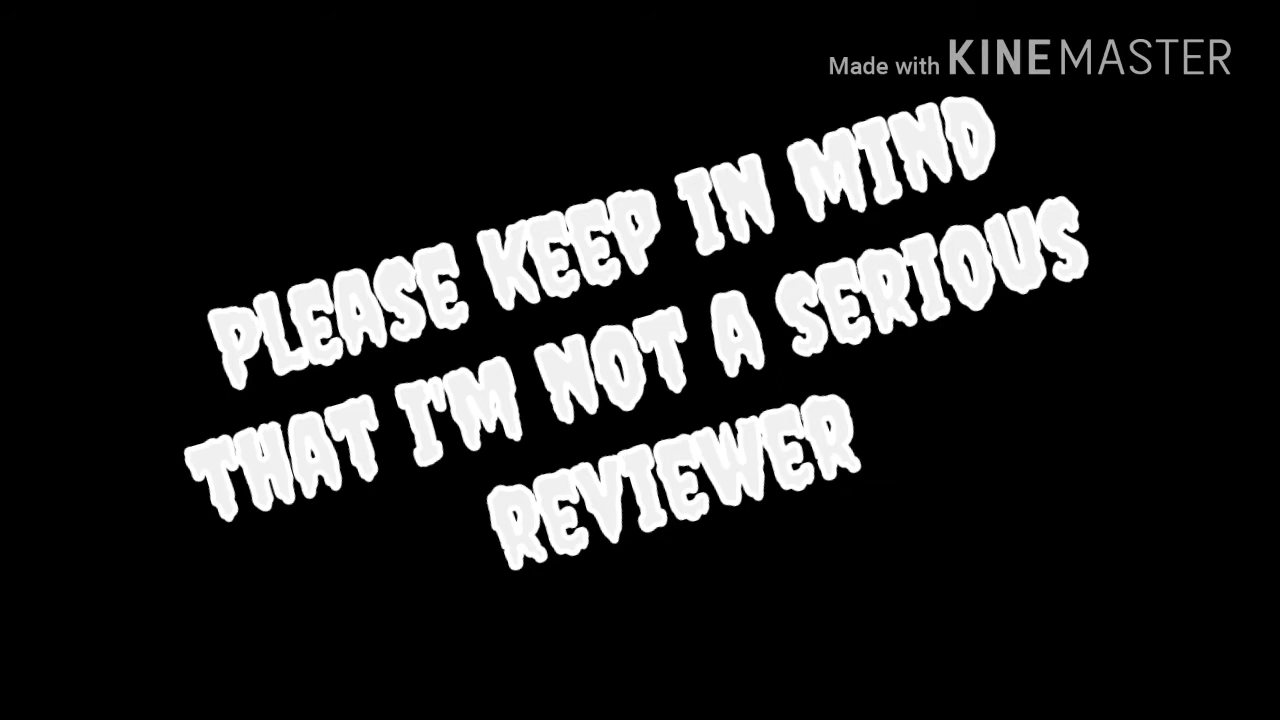 Made with KINEMASTER
PLEASE KEEP IN MIND
THAT I'M NOT A SERIOUS
REVIEWER